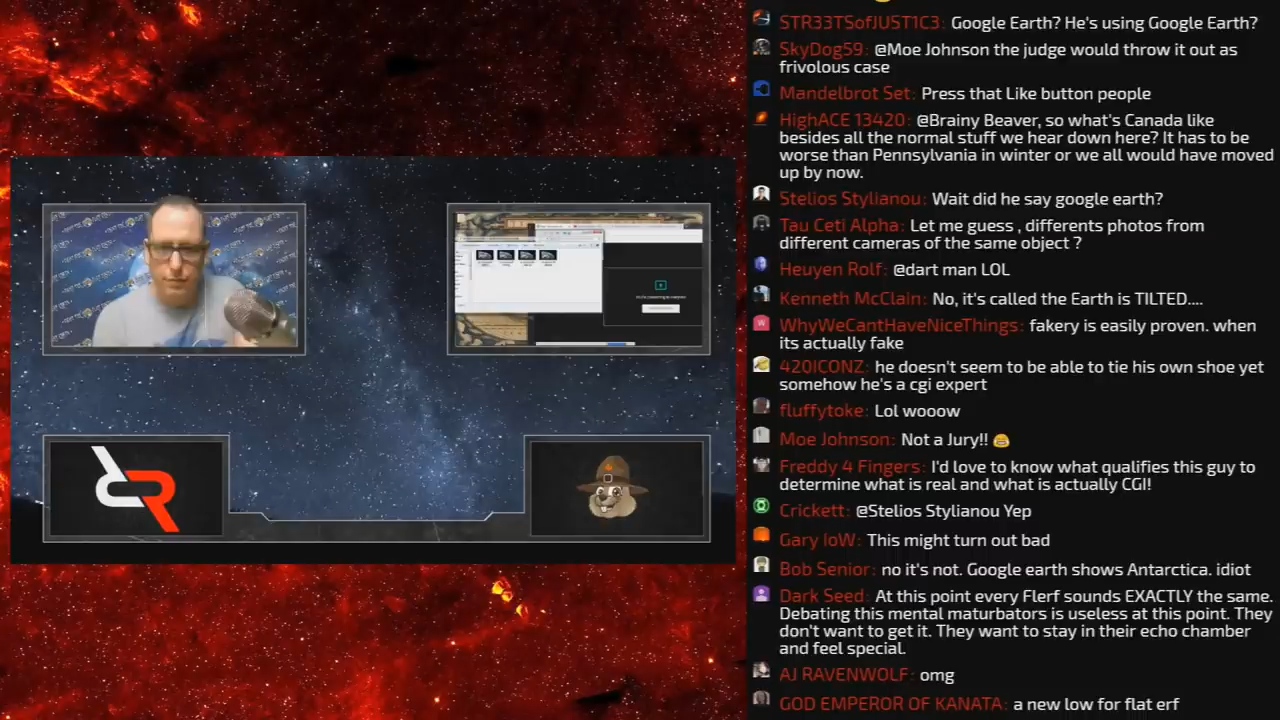 STR33TSofJUST1C3: Google Earth? He's using Google Earth?
SkyDog59: @Moe Johnson the judge would throw it out as
frivolous case
Mandelbrot Set: Press that Like button people
HighACE 13420: @Brainy Beaver, so what's Canada like
besides all the normal stuff we hear down here? It has to be
worse than Pennsylvania in winter or we all would have moved
up by now.
Stelios Stylianou: Wait did he say google earth?
Tau Ceti Alpha: Let me guess , differents photos from
different cameras of the same object ?
Heuyen Rolf: @dart man LOL
Kenneth McClain: No, it's called the Earth is TILTED....
WhyWeCantHaveNiceThings: fakery is easily proven. when
its actually fake
420ICONZ: he doesn't seem to be able to tie his own shoe yet
somehow he's a cgi expert
fluffytoke: Lol wooow
Moe Johnson: Not a Jury!! 😂
Freddy 4 Fingers: I'd love to know what qualifies this guy to
determine what is real and what is actually CGI!
Crickett: @Stelios Stylianou Yep
Gary IoW: This might turn out bad
Bob Senior: no it's not. Google earth shows Antarctica. idiot
Dark Seed: At this point every Flerf sounds EXACTLY the same.
Debating this mental maturbators is useless at this point. They
don't want to get it. They want to stay in their echo chamber
and feel special.
AJ RAVENWOLF: omg
GOD EMPEROR OF KANATA: a new low for flat erf